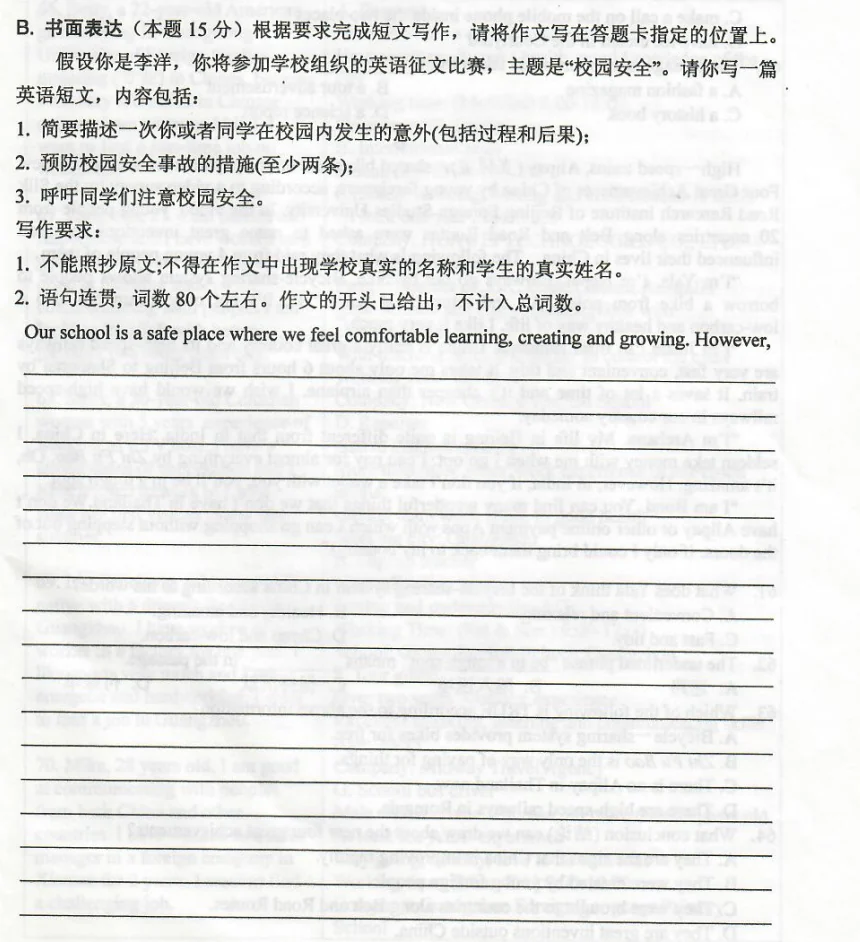 B. 书面表达（本题 15 分）根据要求完成短文写作，请将作文写在答题卡指定的位置上。
假设你是李洋，你将参加学校组织的英语征文比赛，主题是“校园安全”。请你写一篇
英语短文，内容包括，
1. 简要描述一次你或者同学在校园内发生的意外(包括过程和后果);
2. 预防校园安全事故的措施(至少两条);
3. 呼吁同学们注意校园安全。
写作要求:
1. 不能照抄原文;不得在作文中出现学校真实的名称和学生的真实姓名。
2. 语句连贯, 词数 80 个左右。作文的开头已给出，不计入总词数。
Our school is a safe place where we feel comfortable learning, creating and growing. However,